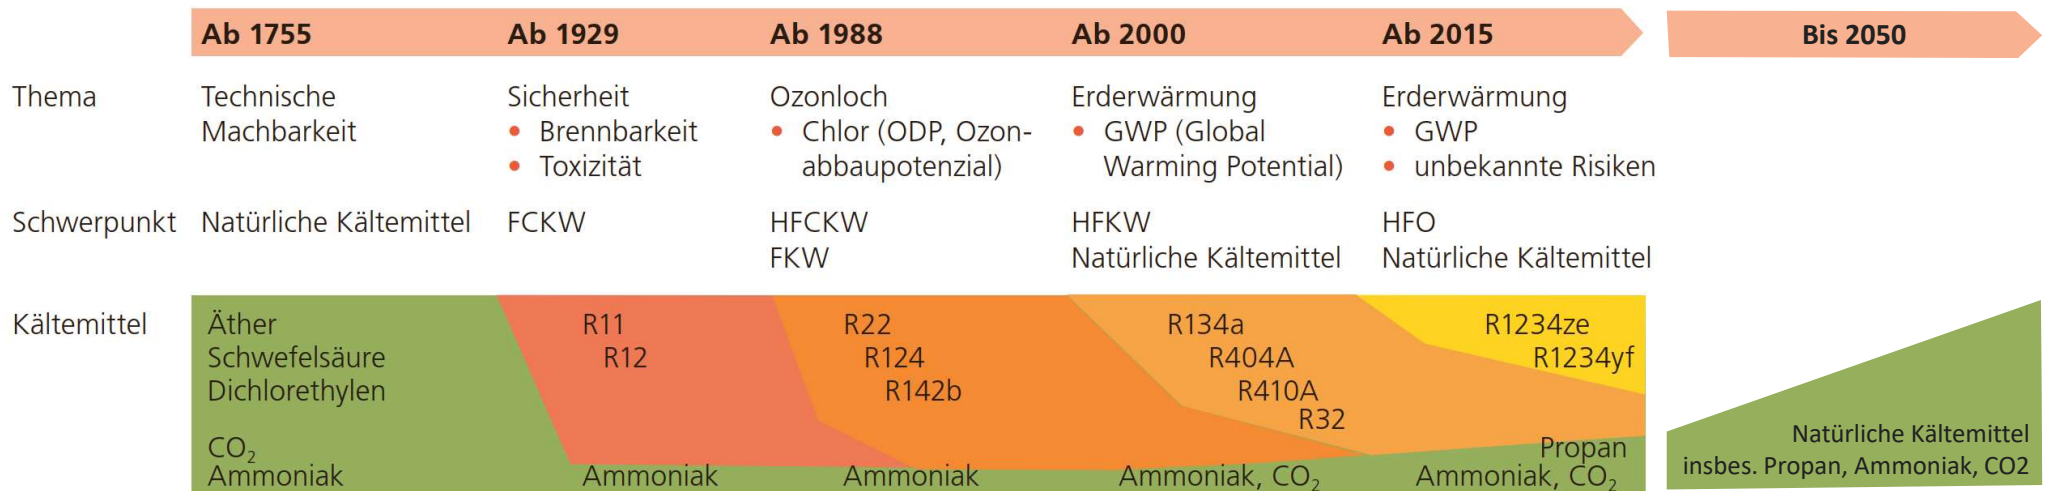 Ab 1755 Ab 1929 Ab 1988 Ab 2000 Ab 2015 Bis 2050
Thema Technische Sicherheit Ozonloch Erderwärmung Erderwärmung
Machbarkeit • Brennbarkeit • Chlor (ODP, Ozon- • GWP (Global • GWP
• Toxizität abbaupotenzial) Warming Potential) • unbekannte Risiken
Schwerpunkt Natürliche Kältemittel FCKW HFCKW HFKW HFO
FKW Natürliche Kältemittel Natürliche Kältemittel
Kältemittel Äther R11 R22 R134a R1234ze
Schwefelsäure R12 R124 R404A R1234yf
Dichlorethylen R142b R410A
R32
CO₂ Propan Natürliche Kältemittel
Ammoniak Ammoniak Ammoniak Ammoniak, CO₂ Ammoniak, CO₂ insbes. Propan, Ammoniak, CO2